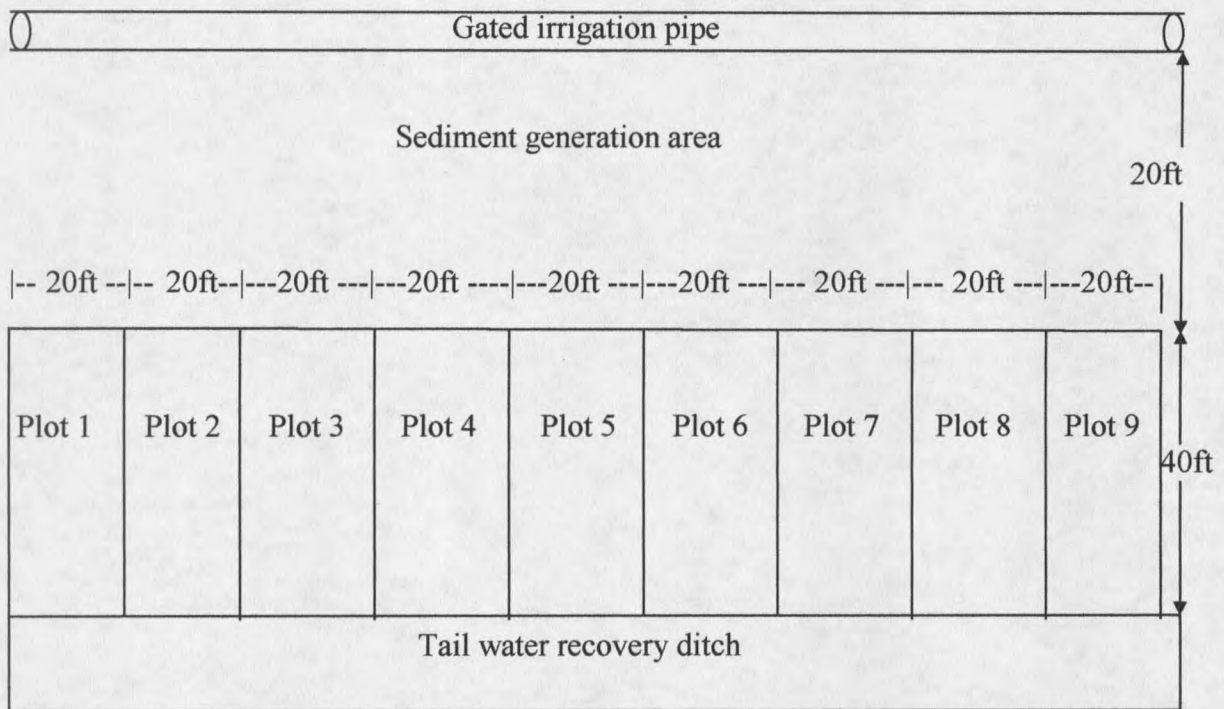 Gated irrigation pipe
Sediment generation area
20ft
|-- 20ft --|-- 20ft--|---20ft ---|---20ft ---|---20ft ---|---20ft ---|---20ft --|---20ft ---|---20ft--|
Plot 1 Plot 2 Plot 3 Plot 4 Plot 5 Plot 6 Plot 7 Plot 8 Plot 9
40ft
Tail water recovery ditch